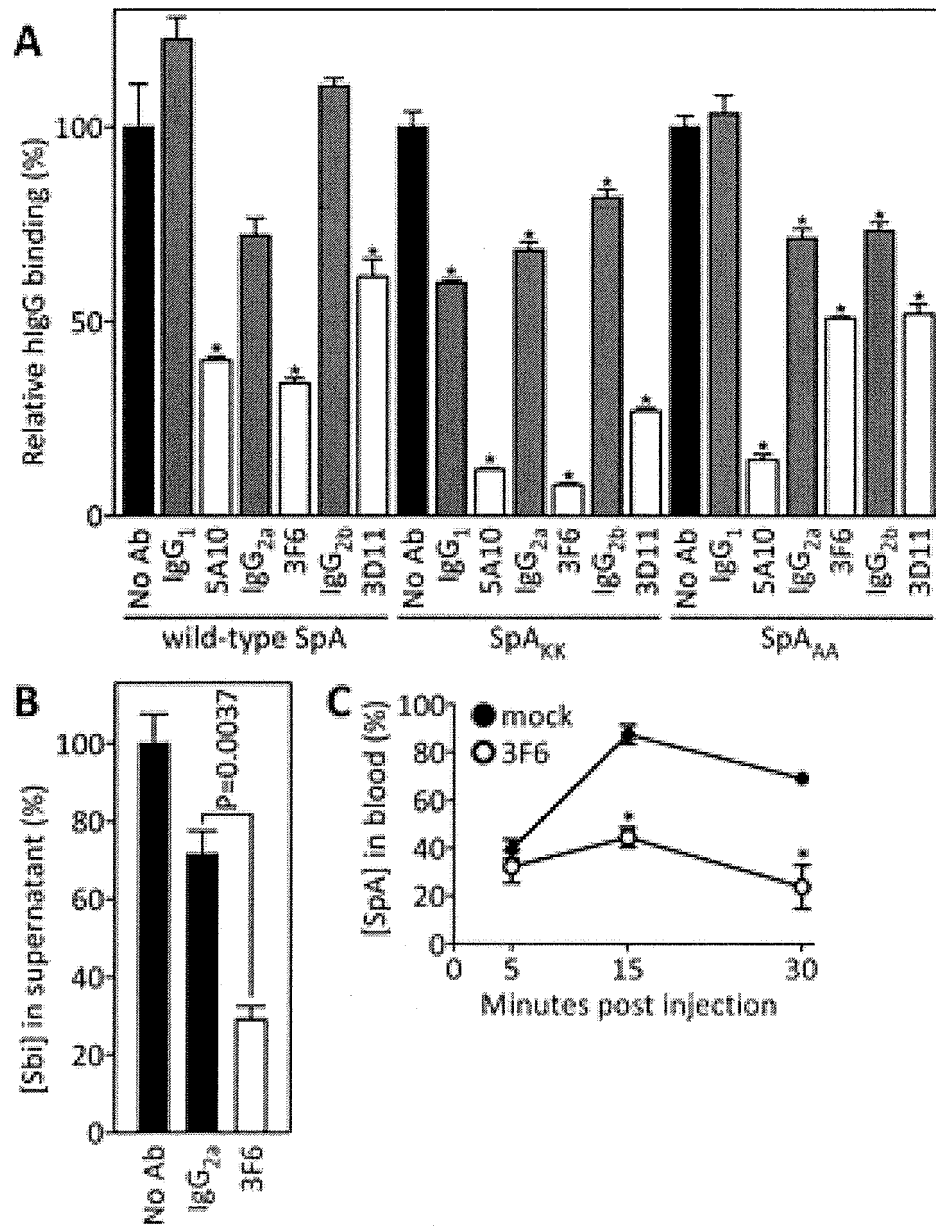 A
Relative hIgG binding (%)
100
50
0
* * * * * * * * * * * * * *
No Ab IgG1 5A10 IgG2a 3F6 IgG2b 3D11 No Ab IgG1 5A10 IgG2a 3F6 IgG2b 3D11 No Ab IgG1 5A10 IgG2a 3F6 IgG2b 3D11
wild-type SpA SpAKK SpAAA
B
[Sbi] in supernatant (%)
100
80
60
40
20
0
P=0.0037
No Ab IgG2a 3F6
C
[SpA] in blood (%)
100
80
60
40
20
0
mock
3F6
* *
0 5 15 30
Minutes post injection